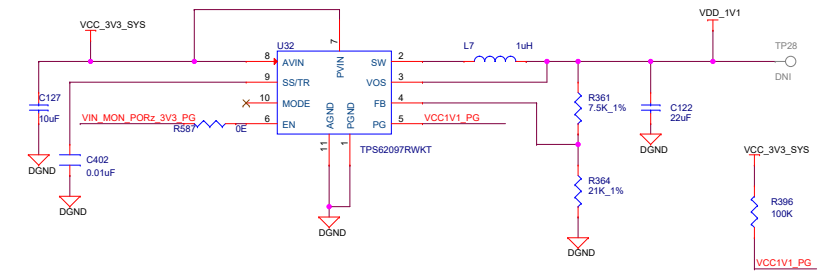 VCC_3V3_SYS
VDD_1V1
U32
7
PVIN
8
AVIN
SW
2
L7
1uH
TP28
DNI
9
SS/TR
VOS
3
C127
10uF
10
MODE
FB
4
R361
7.5K_1%
C122
22uF
VIN_MON_PORz_3V3_PG
R587
0E
6
EN
AGND
PGND
PG
5
VCC1V1_PG
11
1
TPS62097RWKT
DGND
C402
0.01uF
DGND
DGND
R364
21K_1%
DGND
DGND
VCC_3V3_SYS
R396
100K
VCC1V1_PG